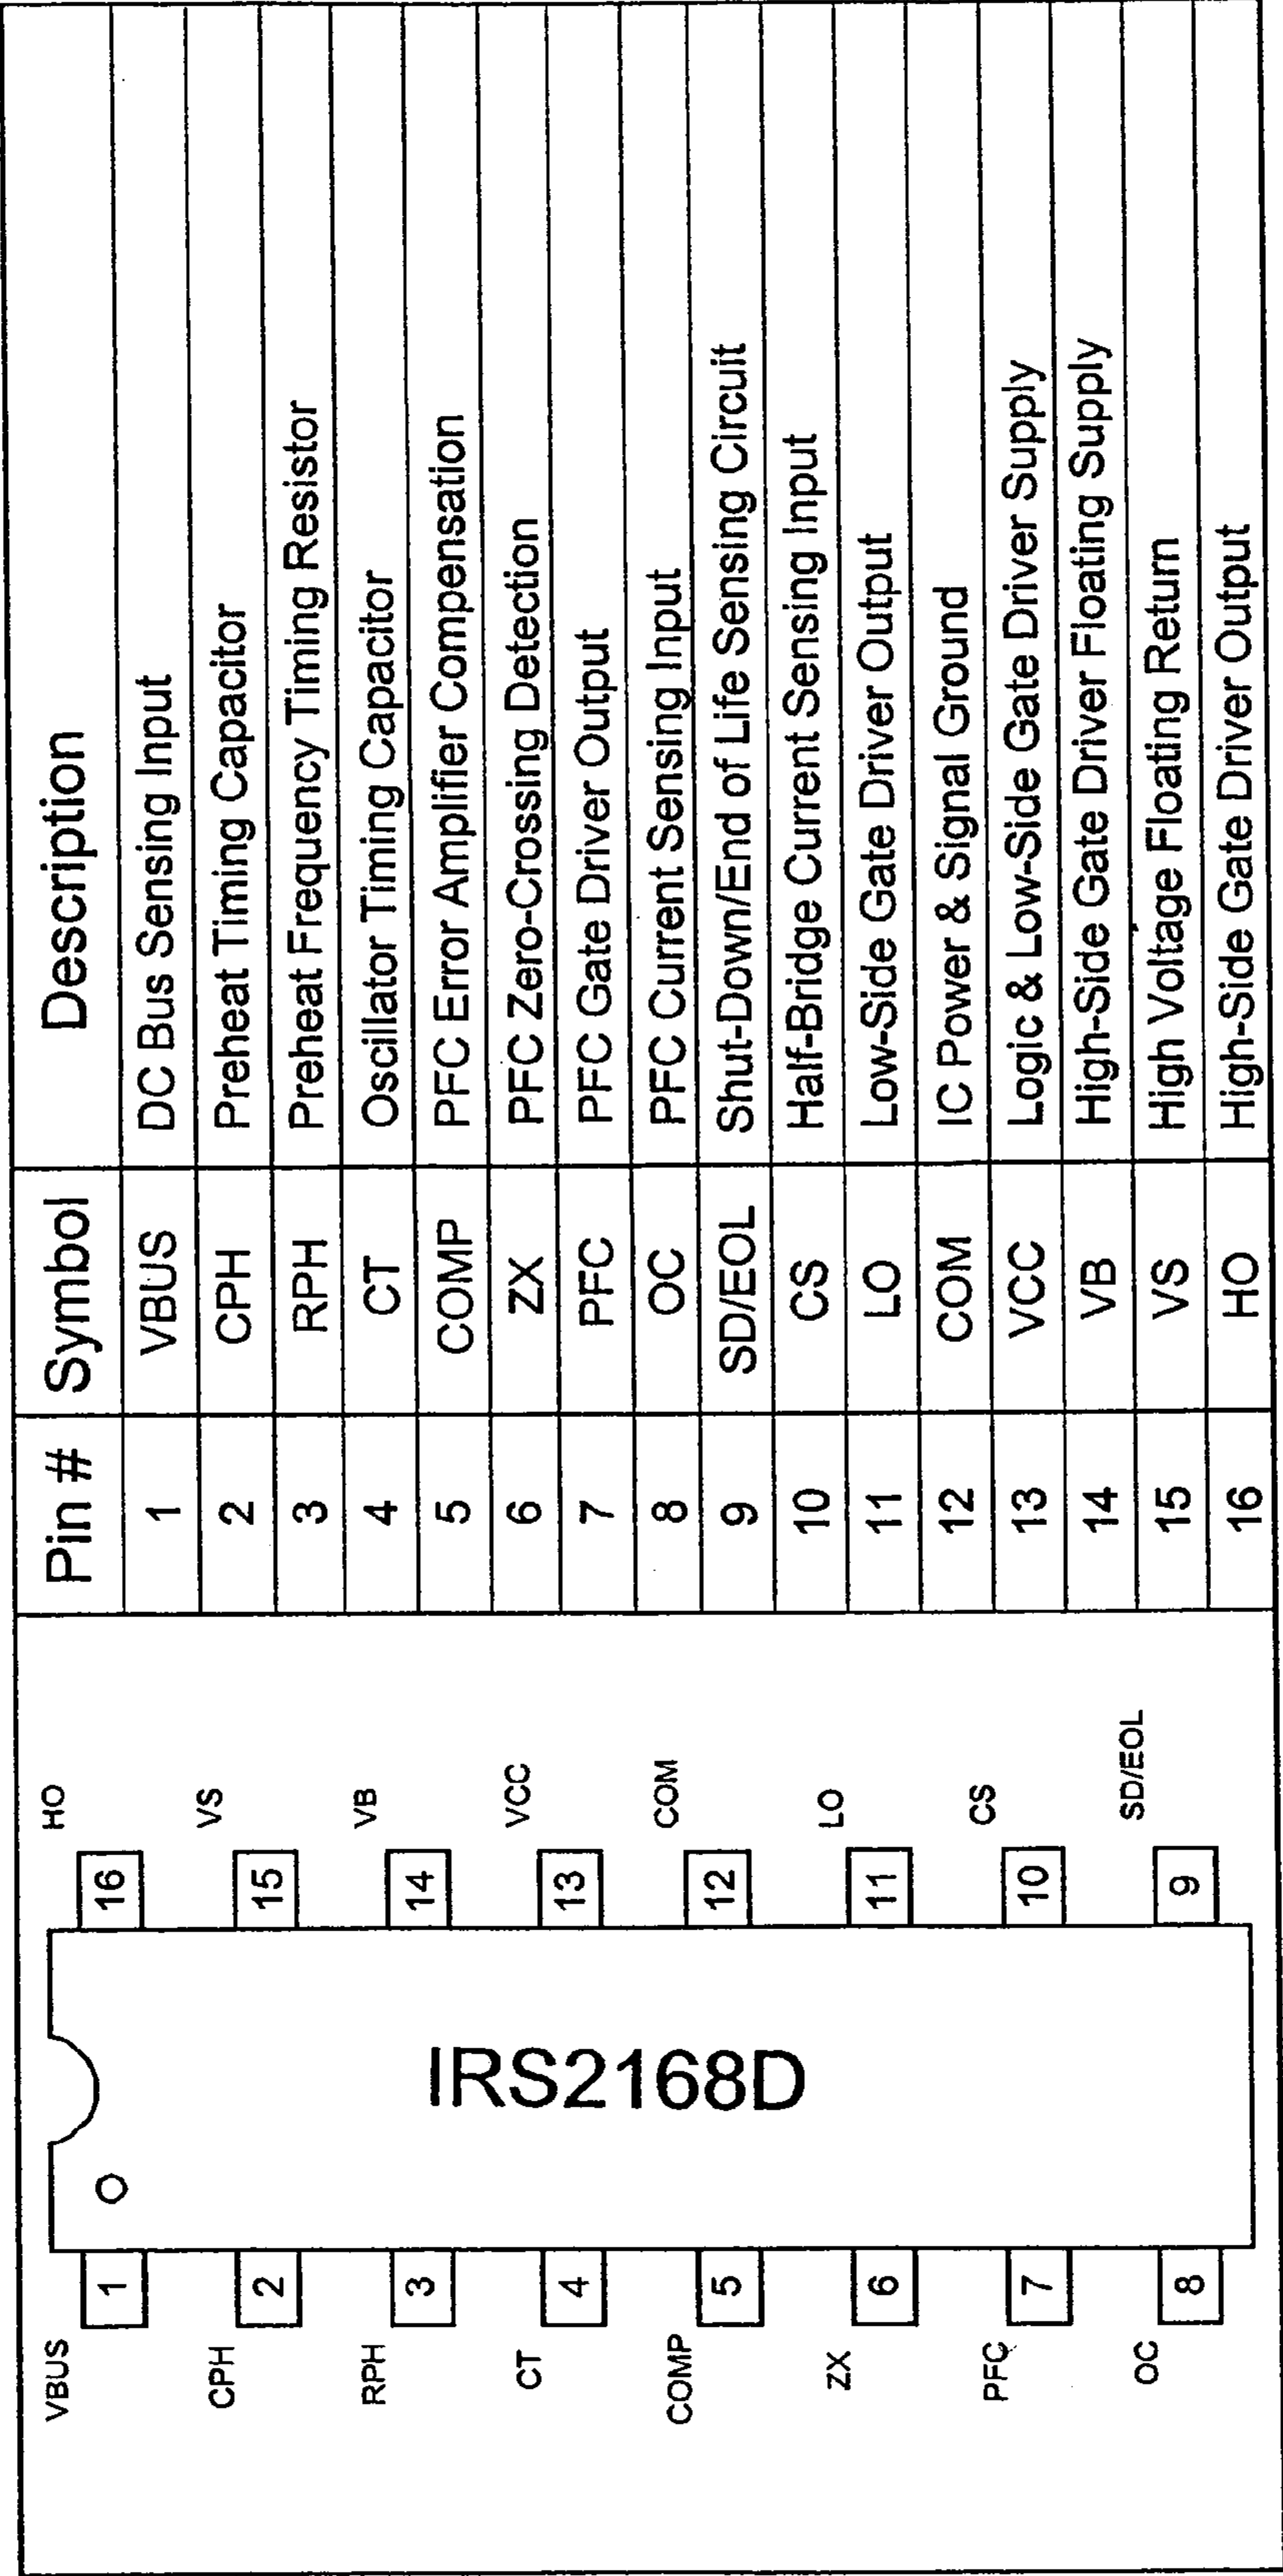 VBUS 1 16 HO
CPH 2 15 VS
RPH 3 14 VB
CT 4 13 VCC
COMP 5 12 COM
ZX 6 11 LO
PFC 7 10 CS
OC 8 9 SD/EOL
IRS2168D
Pin # Symbol Description
1 VBUS DC Bus Sensing Input
2 CPH Preheat Timing Capacitor
3 RPH Preheat Frequency Timing Resistor
4 CT Oscillator Timing Capacitor
5 COMP PFC Error Amplifier Compensation
6 ZX PFC Zero-Crossing Detection
7 PFC PFC Gate Driver Output
8 OC PFC Current Sensing Input
9 SD/EOL Shut-Down/End of Life Sensing Circuit
10 CS Half-Bridge Current Sensing Input
11 LO Low-Side Gate Driver Output
12 COM IC Power & Signal Ground
13 VCC Logic & Low-Side Gate Driver Supply
14 VB High-Side Gate Driver Floating Supply
15 VS High Voltage Floating Return
16 HO High-Side Gate Driver Output